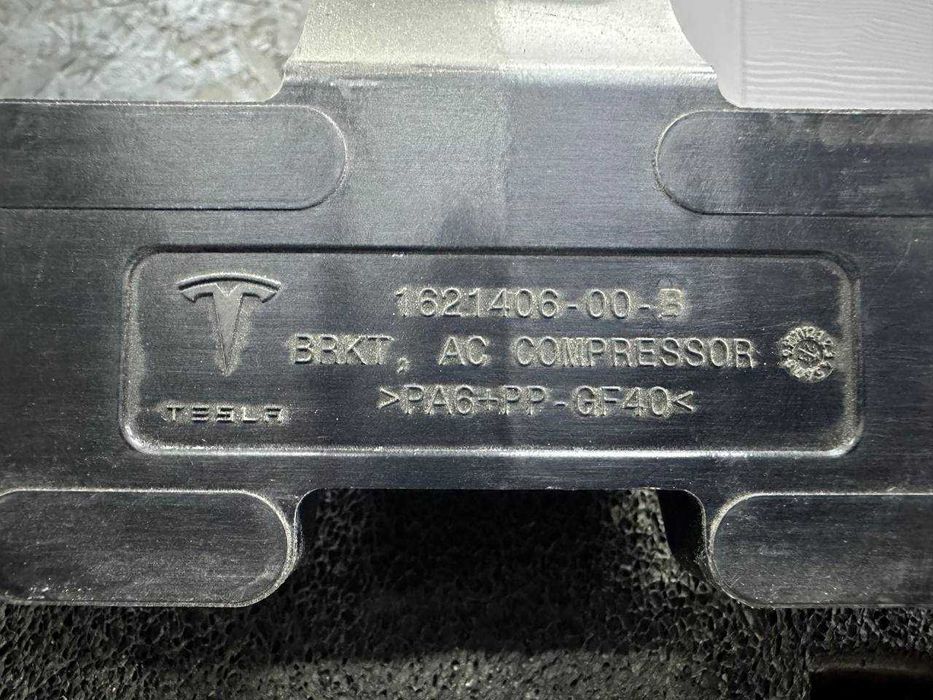 1621406-00-B
BRKT, AC COMPRESSOR
>PA6+PP-GF40<
TESLA